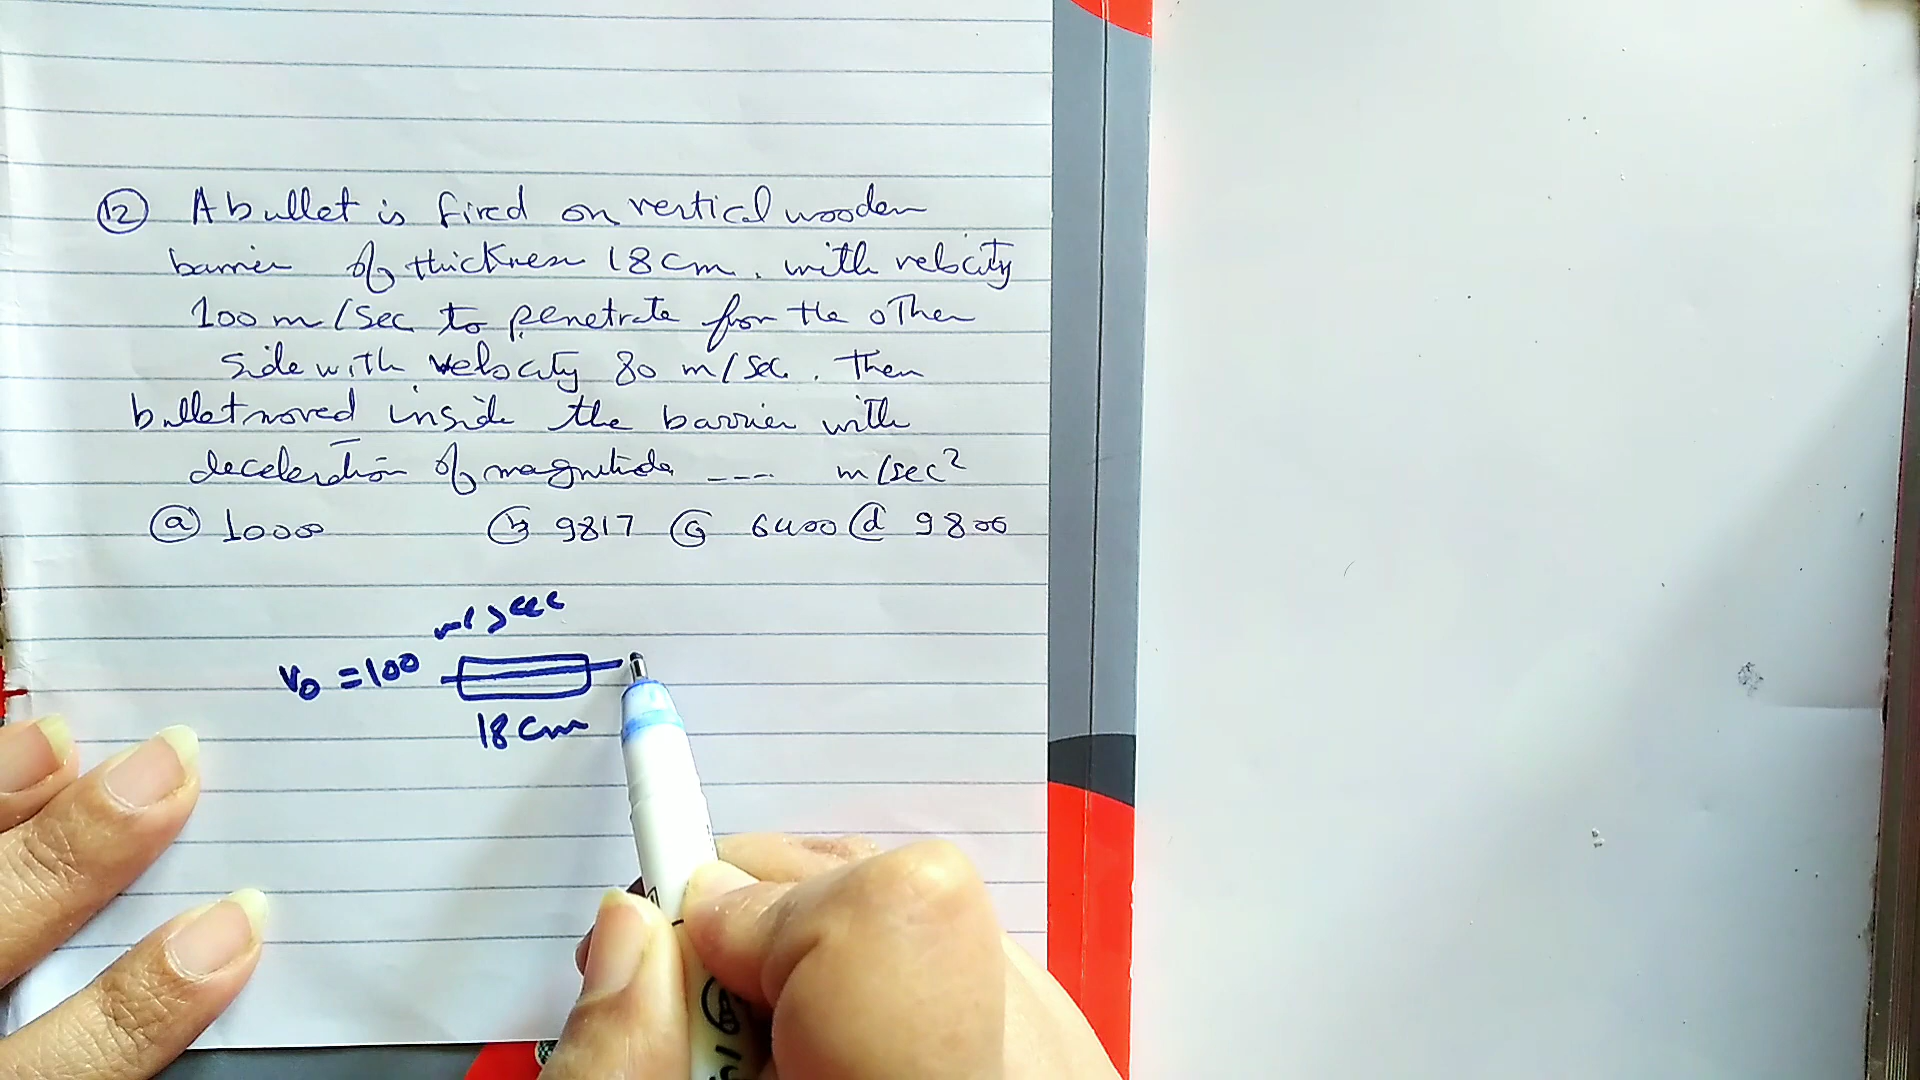 12 A bullet is fired on vertical wooden
barrier of thickness 18 cm. with velocity
100 m/sec to penetrate from the other
side with velocity 80 m/sec. Then
bullet moved inside the barrier with
deceleration of magnitude --- m/sec²
a 1000 b 9817 c 6400 d 9800
m/sec
V₀ = 100
18 cm